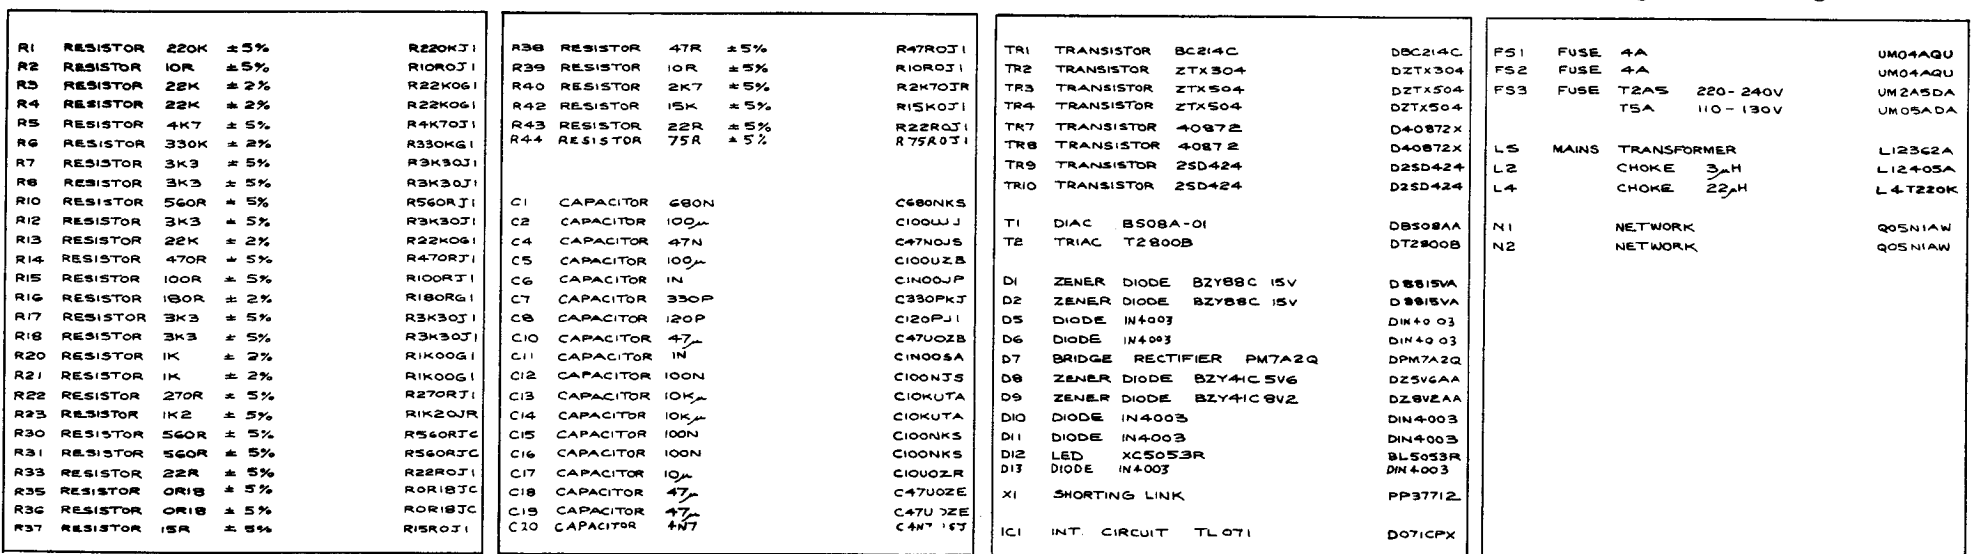 R1 RESISTOR 220K ±5% R220KJ1
R2 RESISTOR 10R ±5% R10R0J1
R3 RESISTOR 22K ± 2% R22K0G1
R4 RESISTOR 22K ± 2% R22K0G1
R5 RESISTOR 4K7 ± 5% R4K70J1
R6 RESISTOR 330K ± 2% R330KG1
R7 RESISTOR 3K3 ± 5% R3K30J1
R8 RESISTOR 3K3 ± 5% R3K30J1
R10 RESISTOR 560R ± 5% R560RJ1
R12 RESISTOR 3K3 ± 5% R3K30J1
R13 RESISTOR 22K ± 2% R22K0G1
R14 RESISTOR 470R ± 5% R470RJ1
R15 RESISTOR 100R ± 5% R100RJ1
R16 RESISTOR 180R ± 2% R180RG1
R17 RESISTOR 3K3 ± 5% R3K30J1
R18 RESISTOR 3K3 ± 5% R3K30J1
R20 RESISTOR 1K ± 2% R1K00G1
R21 RESISTOR 1K ± 2% R1K00G1
R22 RESISTOR 270R ± 5% R270RJ1
R23 RESISTOR 1K2 ± 5% R1K20JR
R30 RESISTOR 560R ± 5% R560RJC
R31 RESISTOR 560R ± 5% R560RJC
R33 RESISTOR 22R ± 5% R22R0J1
R35 RESISTOR 0R18 ± 5% R0R18JC
R36 RESISTOR 0R18 ± 5% R0R18JC
R37 RESISTOR 15R ± 5% R15R0J1
R38 RESISTOR 47R ±5% R47R0J1
R39 RESISTOR 10R ±5% R10R0J1
R40 RESISTOR 2K7 ±5% R2K70JR
R42 RESISTOR 15K ±5% R15K0J1
R43 RESISTOR 22R ±5% R22R0J1
R44 RESISTOR 75R ±5% R75R0J1
C1 CAPACITOR 680N C680NKS
C2 CAPACITOR 100µ C100UJJ
C4 CAPACITOR 47N C47N0JS
C5 CAPACITOR 100µ C100UZB
C6 CAPACITOR 1N C1N00JP
C7 CAPACITOR 330P C330PKJ
C8 CAPACITOR 120P C120PJ1
C10 CAPACITOR 47µ C47U0ZB
C11 CAPACITOR 1N C1N00SA
C12 CAPACITOR 100N C100NJS
C13 CAPACITOR 10Kµ C10KUTA
C14 CAPACITOR 10Kµ C10KUTA
C15 CAPACITOR 100N C100NKS
C16 CAPACITOR 100N C100NKS
C17 CAPACITOR 10µ C10U0ZR
C18 CAPACITOR 47µ C47U0ZE
C19 CAPACITOR 47µ C47U0ZE
C20 CAPACITOR 4N7
TR1 TRANSISTOR BC214C DBC214C
TR2 TRANSISTOR ZTX304 DZTX304
TR3 TRANSISTOR ZTX504 DZTX504
TR4 TRANSISTOR ZTX504 DZTX504
TR7 TRANSISTOR 40872 D40872X
TR8 TRANSISTOR 40872 D40872X
TR9 TRANSISTOR 2SD424 D2SD424
TR10 TRANSISTOR 2SD424 D2SD424
T1 DIAC BS08A-01 DBS08AA
T2 TRIAC T2800B DT2800B
D1 ZENER DIODE BZY88C 15V D8815VA
D2 ZENER DIODE BZY88C 15V D8815VA
D5 DIODE IN4003 DIN4003
D6 DIODE IN4003 DIN4003
D7 BRIDGE RECTIFIER PM7A2Q DPM7A2Q
D8 ZENER DIODE BZY41C 5V6 DZ5V6AA
D9 ZENER DIODE BZY41C 8V2 DZ8V2AA
D10 DIODE IN4003 DIN4003
D11 DIODE IN4003 DIN4003
D12 LED XC5053R BL5053R
D13 DIODE IN4003 DIN4003
X1 SHORTING LINK PP37712
IC1 INT. CIRCUIT TL071 D071CPX
FS1 FUSE 4A UM04AQU
FS2 FUSE 4A UM04AQU
FS3 FUSE T2A5 220-240V UM2A5DA
T5A 110-130V UM05ADA
L5 MAINS TRANSFORMER L12362A
L2 CHOKE 3µH L12405A
L4 CHOKE 22µH L4T220K
N1 NETWORK Q05N1AW
N2 NETWORK Q05N1AW